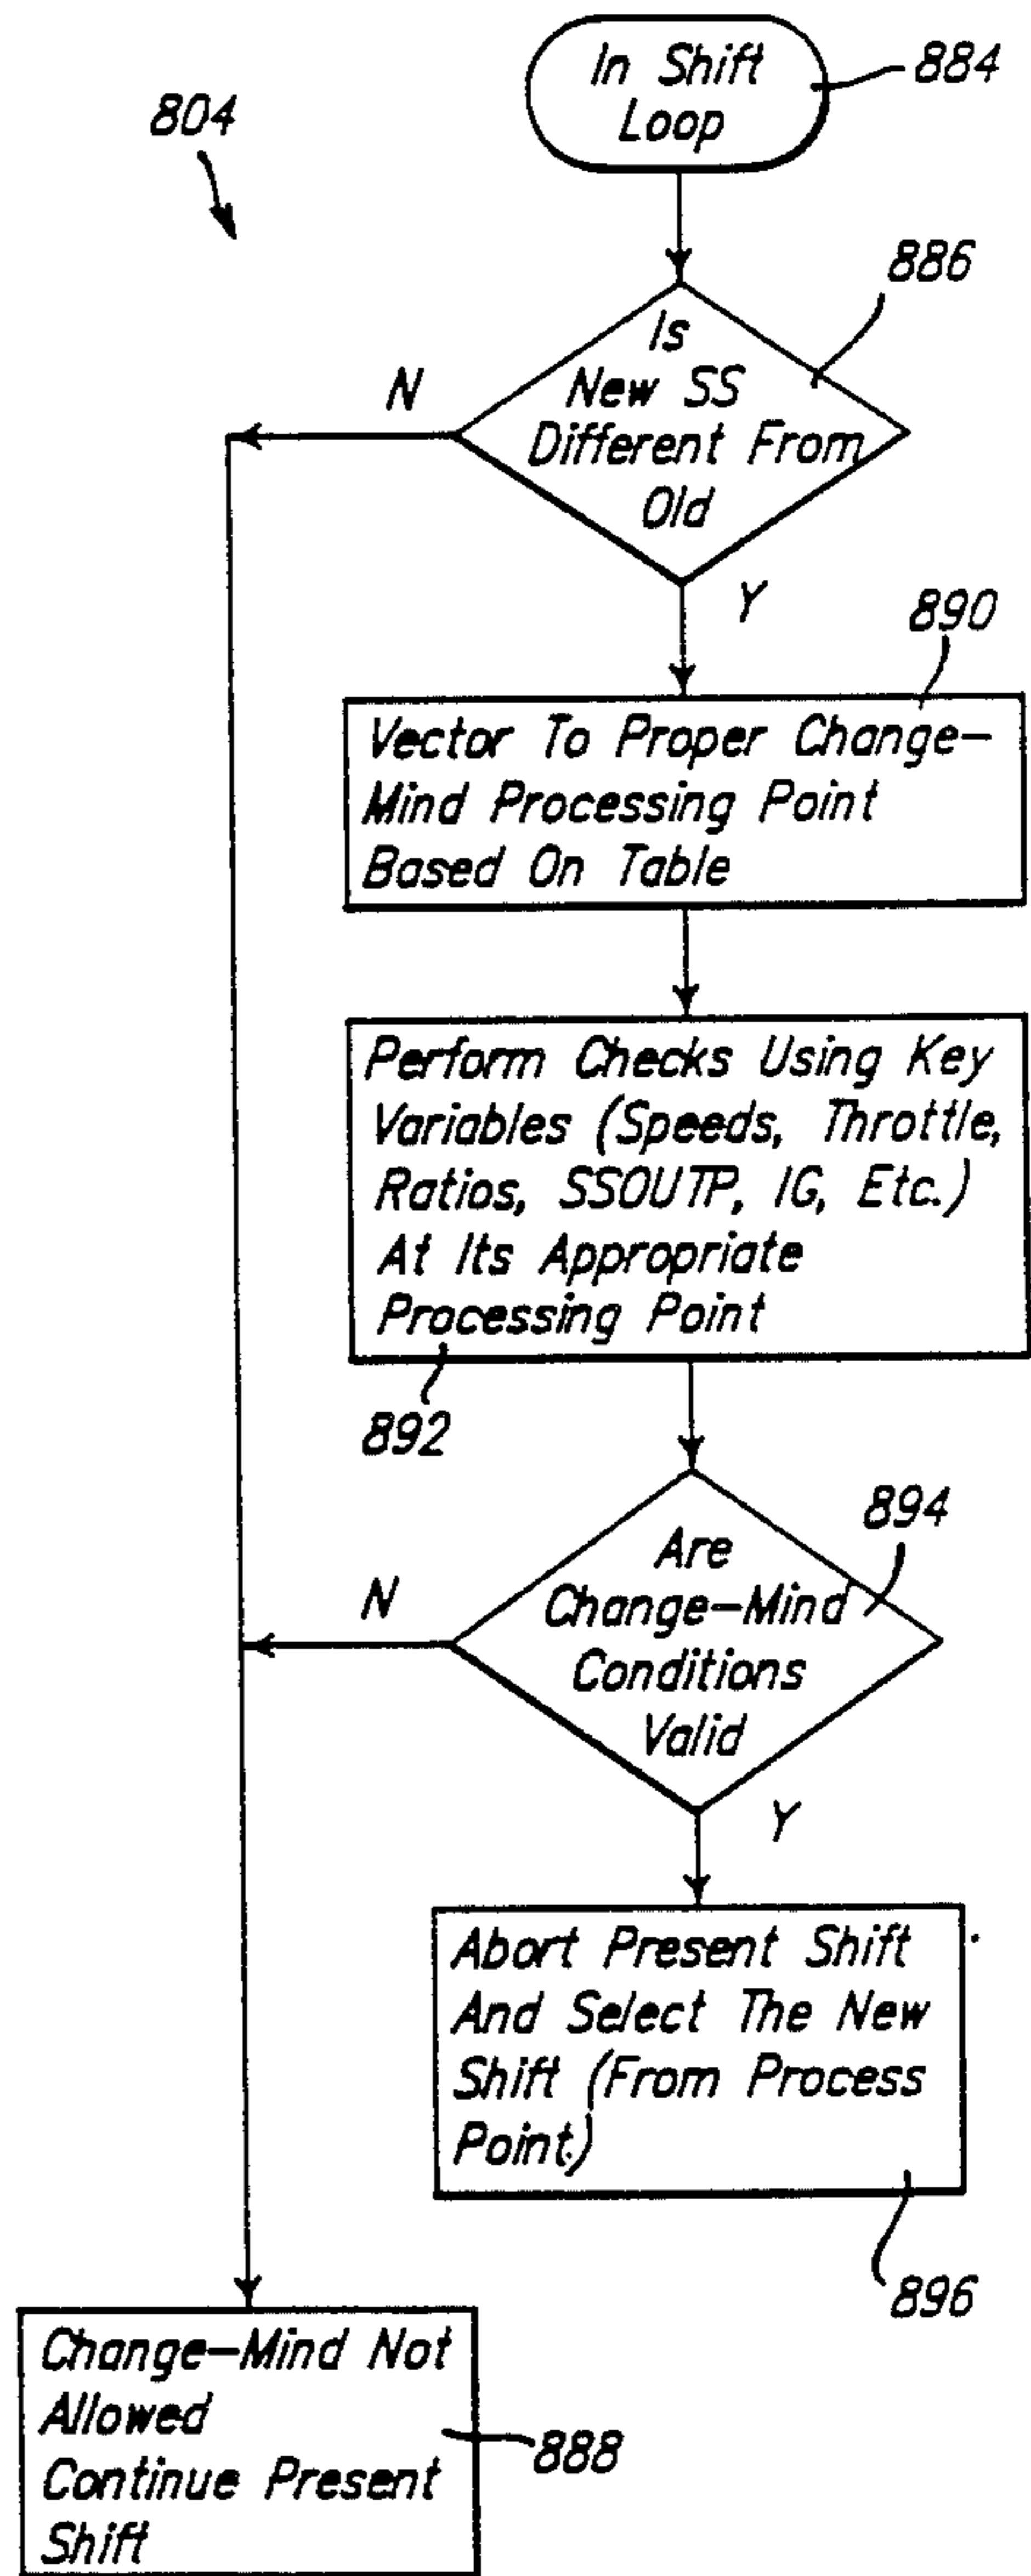 In Shift
Loop
884
804
886
Is
New SS
Different From
Old
N
Y
890
Vector To Proper Change-
Mind Processing Point
Based On Table
Perform Checks Using Key
Variables (Speeds, Throttle,
Ratios, SSOUTP, IG, Etc.)
At Its Appropriate
Processing Point
892
894
Are
Change-Mind
Conditions
Valid
N
Y
Abort Present Shift
And Select The New
Shift (From Process
Point.)
896
Change-Mind Not
Allowed
Continue Present
Shift
888